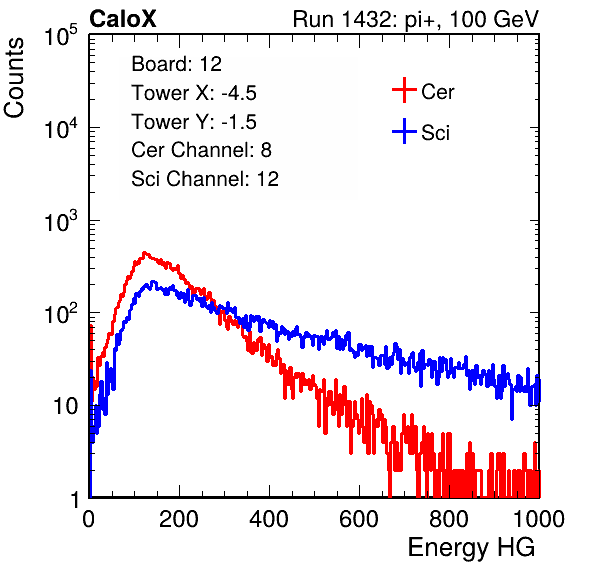 CaloX Run 1432: pi+, 100 GeV
Counts
Board: 12
Tower X: -4.5
Tower Y: -1.5
Cer Channel: 8
Sci Channel: 12
Cer
Sci
10^5
10^4
10^3
10^2
10
1
0 200 400 600 800 1000
Energy HG